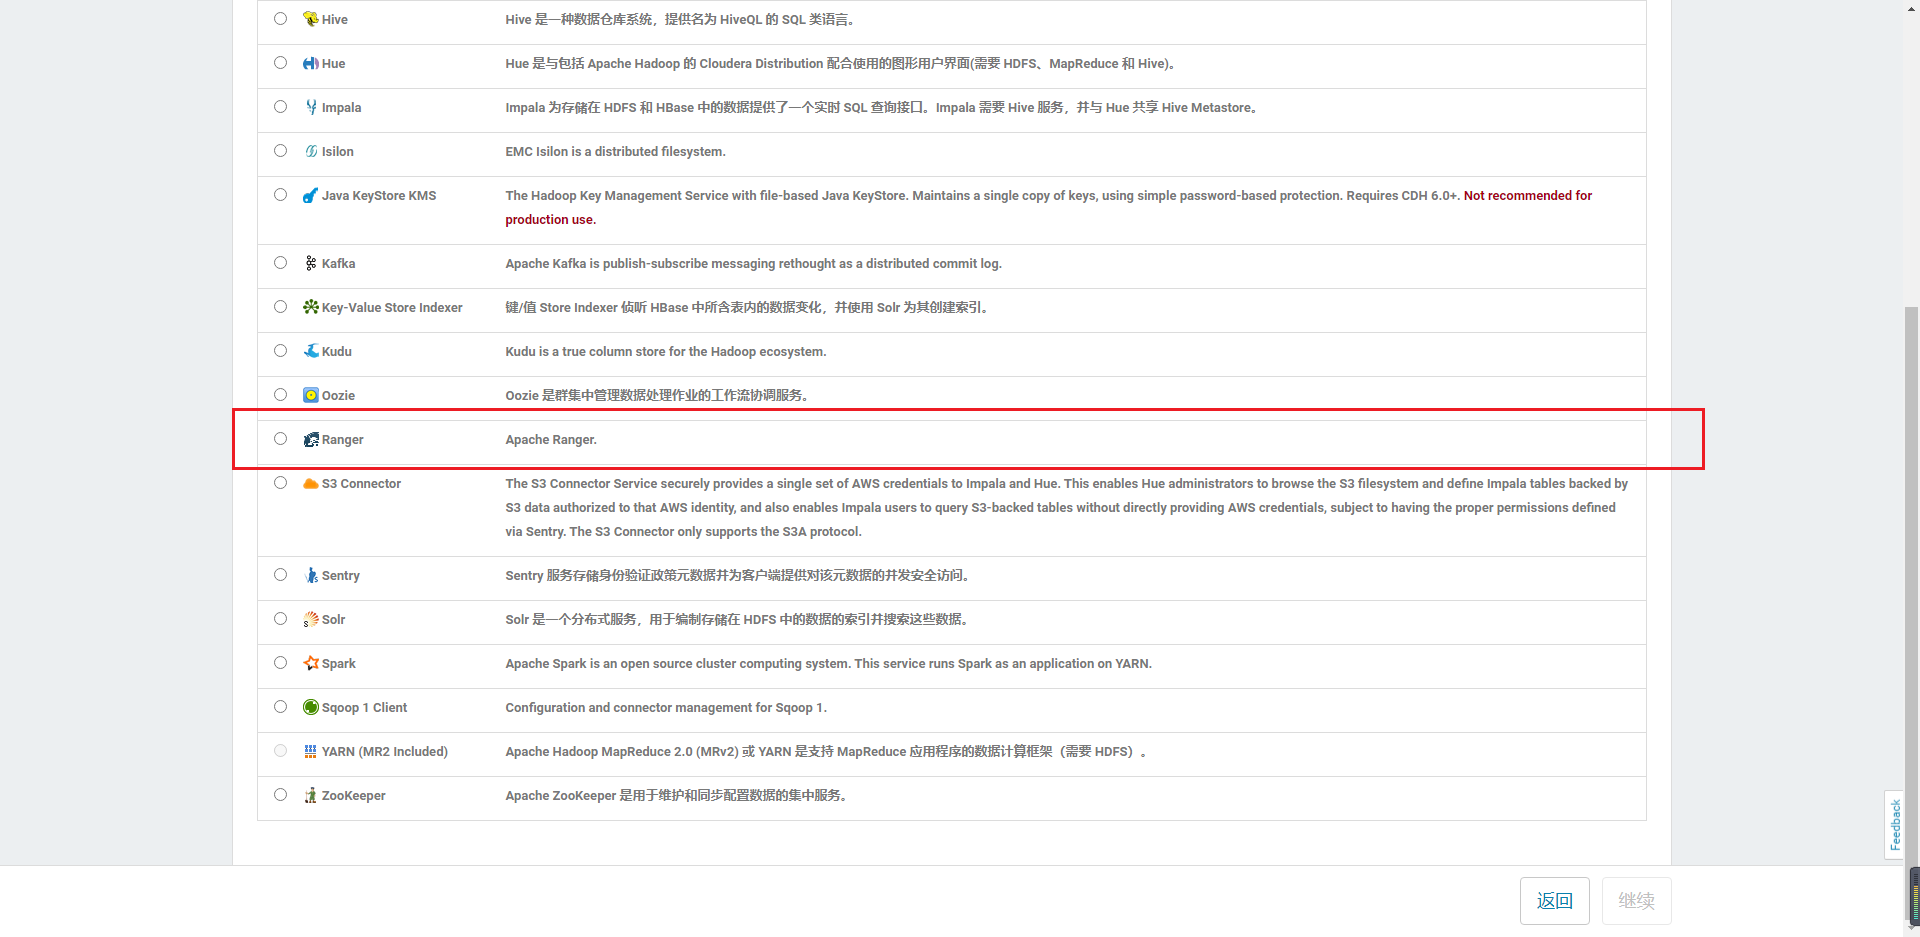 Hive Hive 是一种数据仓库系统，提供名为 HiveQL 的 SQL 类语言。
Hue Hue 是与包括 Apache Hadoop 的 Cloudera Distribution 配合使用的图形用户界面(需要 HDFS、MapReduce 和 Hive)。
Impala Impala 为存储在 HDFS 和 HBase 中的数据提供了一个实时 SQL 查询接口。Impala 需要 Hive 服务，并与 Hue 共享 Hive Metastore。
Isilon EMC Isilon is a distributed filesystem.
Java KeyStore KMS The Hadoop Key Management Service with file-based Java KeyStore. Maintains a single copy of keys, using simple password-based protection. Requires CDH 6.0+. Not recommended for
production use.
Kafka Apache Kafka is publish-subscribe messaging rethought as a distributed commit log.
Key-Value Store Indexer 键/值 Store Indexer 侦听 HBase 中所含表内的数据变化，并使用 Solr 为其创建索引。
Kudu Kudu is a true column store for the Hadoop ecosystem.
Oozie Oozie 是群集中管理数据处理作业的工作流协调服务。
Ranger Apache Ranger.
S3 Connector The S3 Connector Service securely provides a single set of AWS credentials to Impala and Hue. This enables Hue administrators to browse the S3 filesystem and define Impala tables backed by
S3 data authorized to that AWS identity, and also enables Impala users to query S3-backed tables without directly providing AWS credentials, subject to having the proper permissions defined
via Sentry. The S3 Connector only supports the S3A protocol.
Sentry Sentry 服务存储身份验证政策元数据并为客户端提供对该元数据的并发安全访问。
Solr Solr 是一个分布式服务，用于编制存储在 HDFS 中的数据的索引并搜索这些数据。
Spark Apache Spark is an open source cluster computing system. This service runs Spark as an application on YARN.
Sqoop 1 Client Configuration and connector management for Sqoop 1.
YARN (MR2 Included) Apache Hadoop MapReduce 2.0 (MRv2) 或 YARN 是支持 MapReduce 应用程序的数据计算框架（需要 HDFS）。
ZooKeeper Apache ZooKeeper 是用于维护和同步配置数据的集中服务。
Feedback
返回 继续